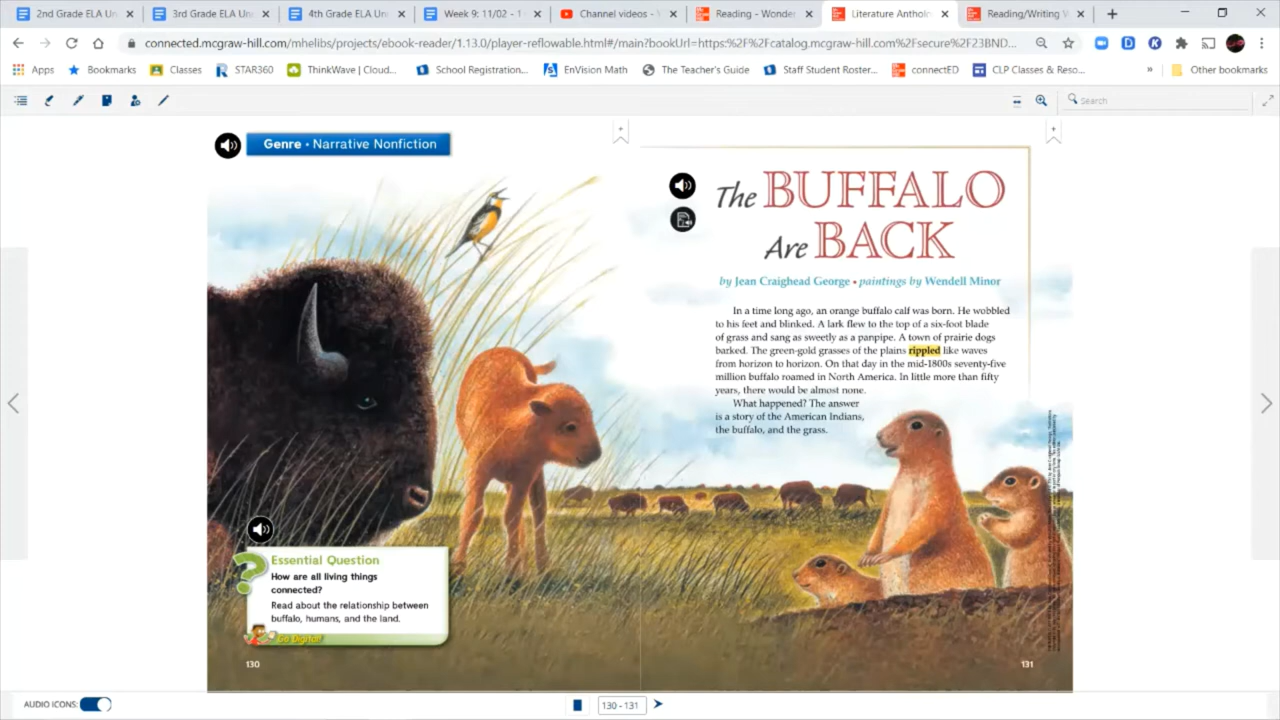 2nd Grade ELA Un
3rd Grade ELA Un
4th Grade ELA Un
Week 9: 11/02 - 1
Channel videos -
Reading - Wonder
Literature Antholo
Reading/Writing W
connected.mcgraw-hill.com/mhelibs/projects/ebook-reader/1.13.0/player-reflowable.html#/main?bookUrl=https:%2F%2Fcatalog.mcgraw-hill.com%2Fsecure%2F23BND...
Apps
Bookmarks
Classes
STAR360
ThinkWave | Cloud...
School Registration...
EnVision Math
The Teacher's Guide
Staff Student Roster...
connectED
CLP Classes & Reso...
»
Other bookmarks
Search
Genre • Narrative Nonfiction
The BUFFALO
Are BACK
by Jean Craighead George • paintings by Wendell Minor
In a time long ago, an orange buffalo calf was born. He wobbled
to his feet and blinked. A lark flew to the top of a six-foot blade
of grass and sang as sweetly as a panpipe. A town of prairie dogs
barked. The green-gold grasses of the plains rippled like waves
from horizon to horizon. On that day in the mid-1800s seventy-five
million buffalo roamed in North America. In little more than fifty
years, there would be almost none.
What happened? The answer
is a story of the American Indians,
the buffalo, and the grass.
Essential Question
How are all living things
connected?
Read about the relationship between
buffalo, humans, and the land.
Go Digital!
130
131
AUDIO ICONS:
130 - 131